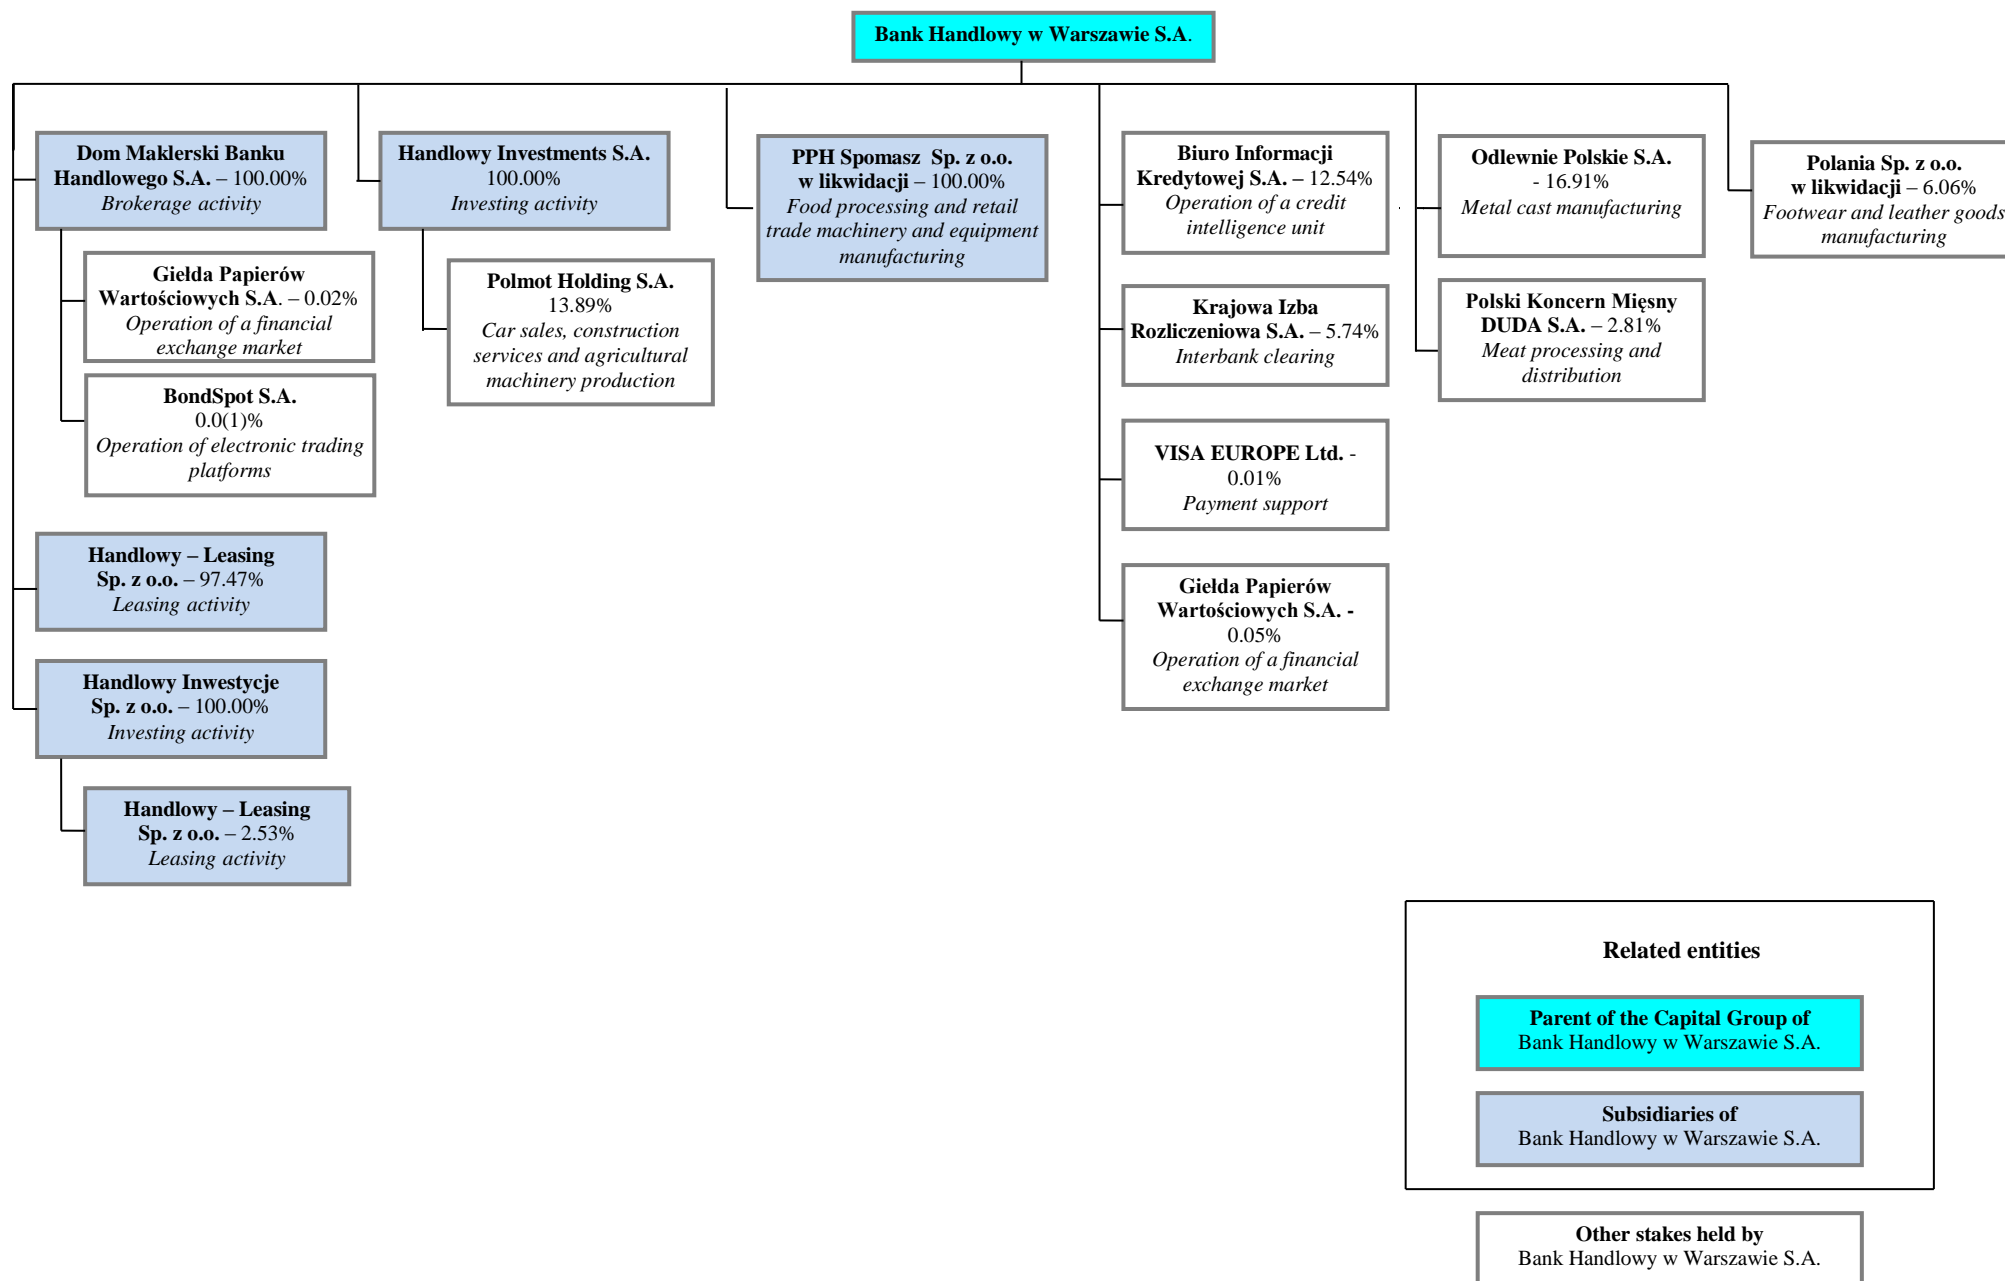 Bank Handlowy w Warszawie S.A.
Dom Maklerski Banku
Handlowego S.A. – 100.00%
Brokerage activity
Giełda Papierów
Wartościowych S.A. – 0.02%
Operation of a financial
exchange market
BondSpot S.A.
0.0(1)%
Operation of electronic trading
platforms
Handlowy – Leasing
Sp. z o.o. – 97.47%
Leasing activity
Handlowy Inwestycje
Sp. z o.o. – 100.00%
Investing activity
Handlowy – Leasing
Sp. z o.o. – 2.53%
Leasing activity
Handlowy Investments S.A.
100.00%
Investing activity
Polmot Holding S.A.
13.89%
Car sales, construction
services and agricultural
machinery production
PPH Spomasz Sp. z o.o.
w likwidacji – 100.00%
Food processing and retail
trade machinery and equipment
manufacturing
Biuro Informacji
Kredytowej S.A. – 12.54%
Operation of a credit
intelligence unit
Krajowa Izba
Rozliczeniowa S.A. – 5.74%
Interbank clearing
VISA EUROPE Ltd. -
0.01%
Payment support
Giełda Papierów
Wartościowych S.A. -
0.05%
Operation of a financial
exchange market
Odlewnie Polskie S.A.
- 16.91%
Metal cast manufacturing
Polski Koncern Mięsny
DUDA S.A. – 2.81%
Meat processing and
distribution
Polania Sp. z o.o.
w likwidacji – 6.06%
Footwear and leather goods
manufacturing
Related entities
Parent of the Capital Group of
Bank Handlowy w Warszawie S.A.
Subsidiaries of
Bank Handlowy w Warszawie S.A.
Other stakes held by
Bank Handlowy w Warszawie S.A.